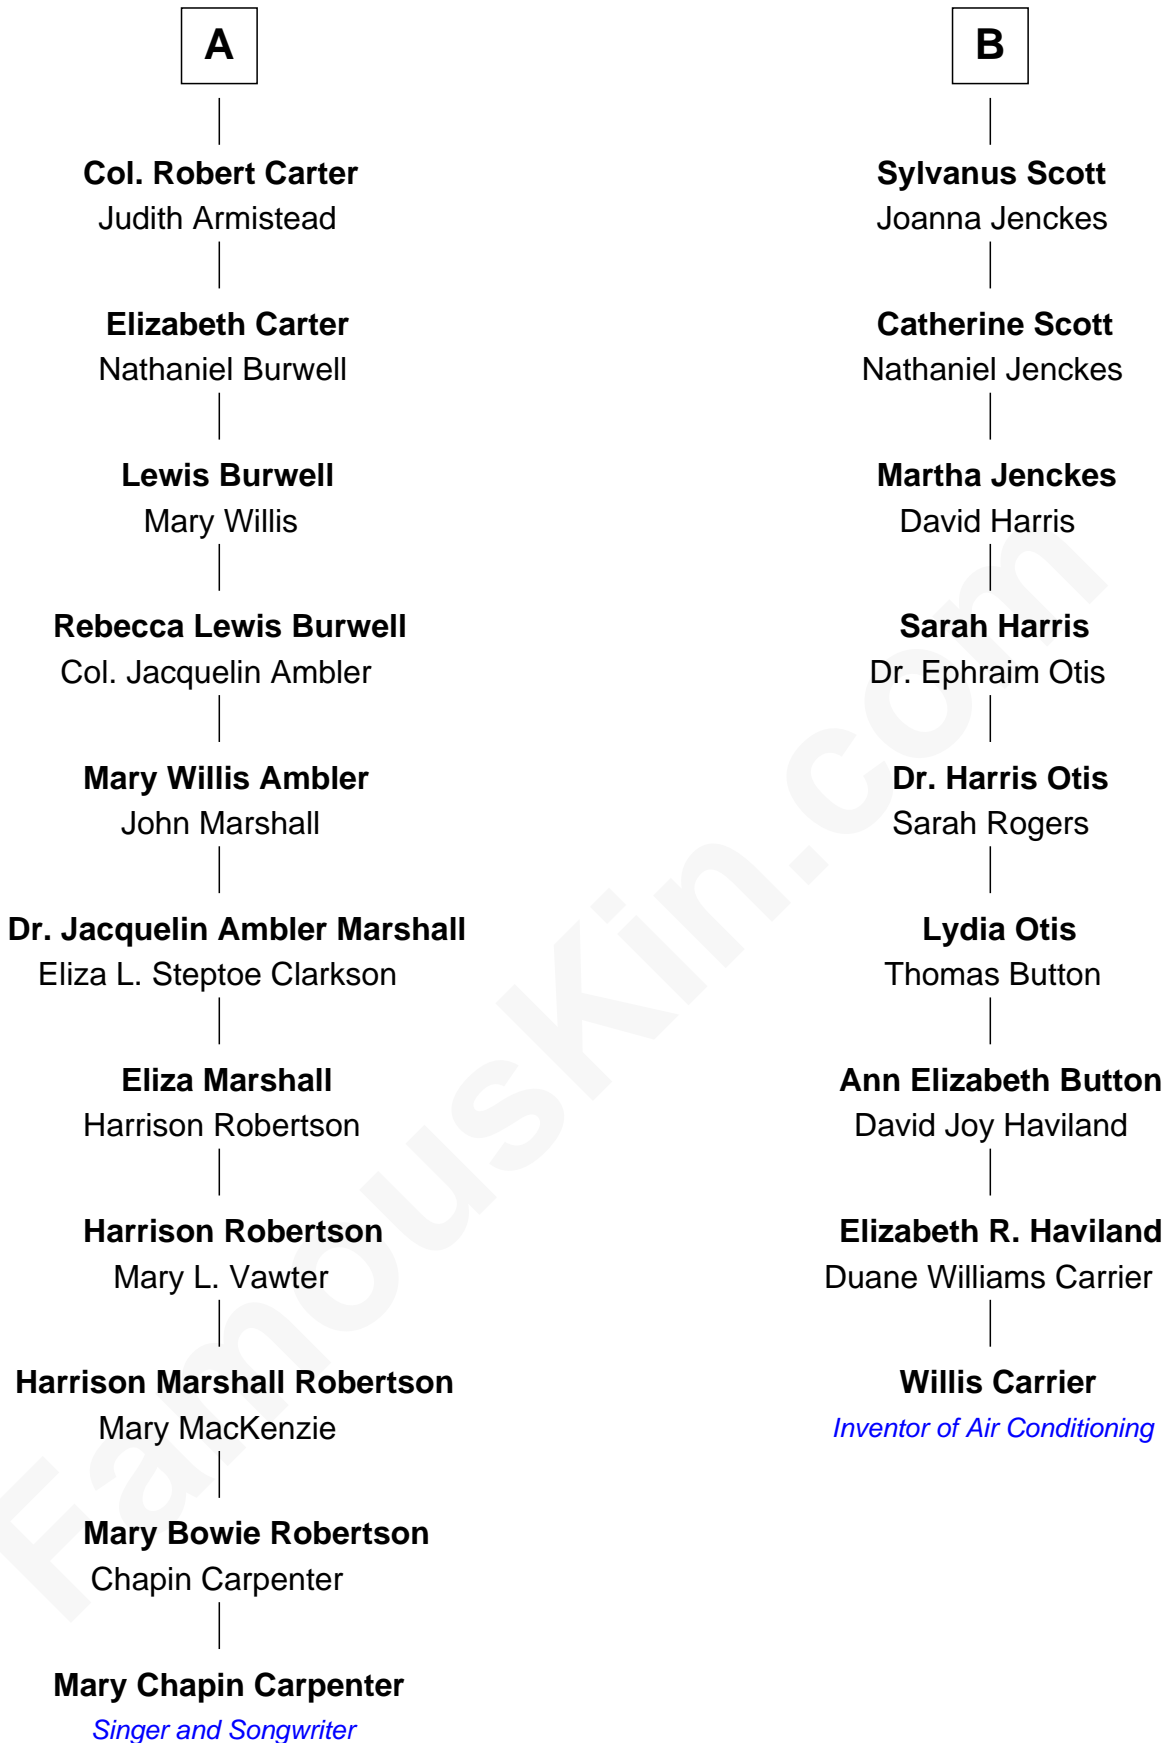 A
Col. Robert Carter
Judith Armistead
Elizabeth Carter
Nathaniel Burwell
Lewis Burwell
Mary Willis
Rebecca Lewis Burwell
Col. Jacquelin Ambler
Mary Willis Ambler
John Marshall
Dr. Jacquelin Ambler Marshall
Eliza L. Steptoe Clarkson
Eliza Marshall
Harrison Robertson
Harrison Robertson
Mary L. Vawter
Harrison Marshall Robertson
Mary MacKenzie
Mary Bowie Robertson
Chapin Carpenter
Mary Chapin Carpenter
Singer and Songwriter
B
Sylvanus Scott
Joanna Jenckes
Catherine Scott
Nathaniel Jenckes
Martha Jenckes
David Harris
Sarah Harris
Dr. Ephraim Otis
Dr. Harris Otis
Sarah Rogers
Lydia Otis
Thomas Button
Ann Elizabeth Button
David Joy Haviland
Elizabeth R. Haviland
Duane Williams Carrier
Willis Carrier
Inventor of Air Conditioning
FamousKin.com